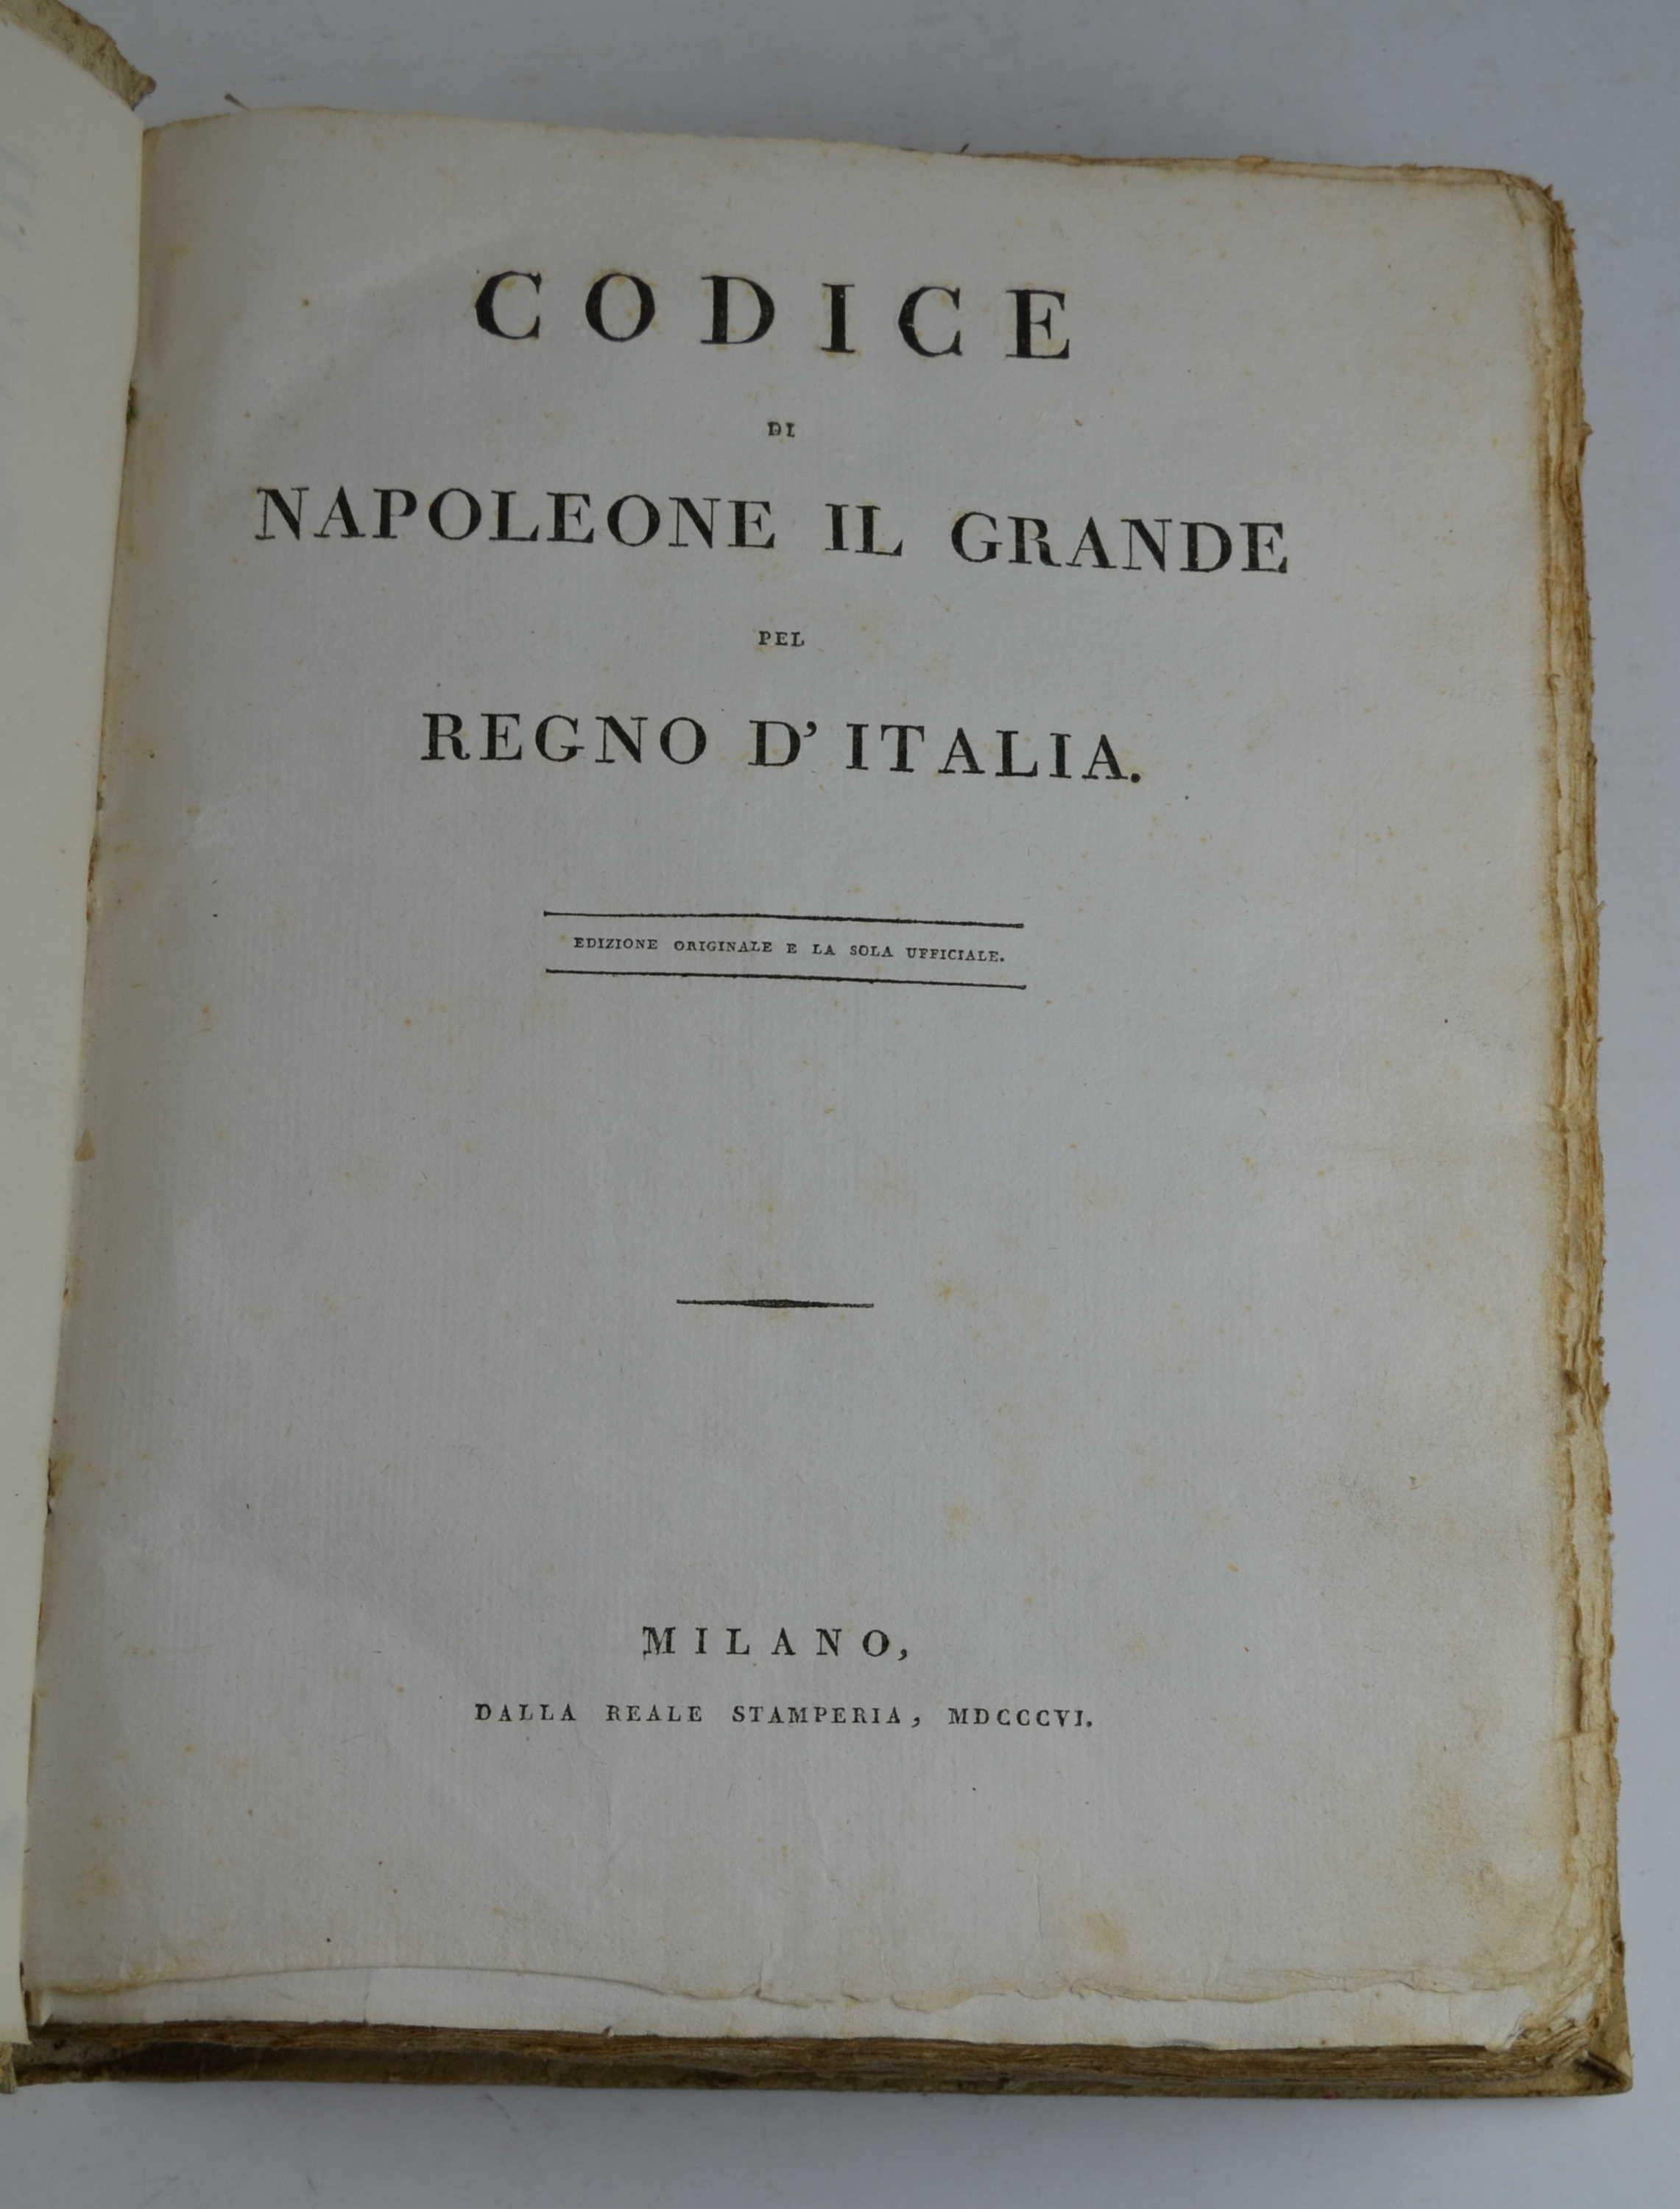 CODICE
DI
NAPOLEONE IL GRANDE
PEL
REGNO D'ITALIA.
EDIZIONE ORIGINALE E LA SOLA UFFICIALE.
MILANO,
DALLA REALE STAMPERIA, MDCCCVI.